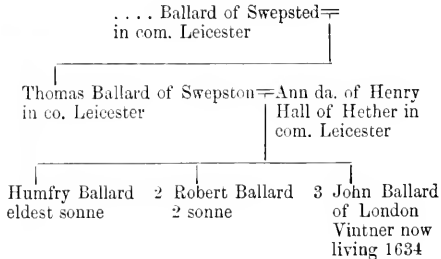 .... Ballard of Swepsted
in com. Leicester
Thomas Ballard of Swepston
in co. Leicester
Ann da. of Henry
Hall of Hether in
com. Leicester
Humfry Ballard
eldest sonne
2 Robert Ballard
2 sonne
3 John Ballard
of London
Vintner now
living 1634